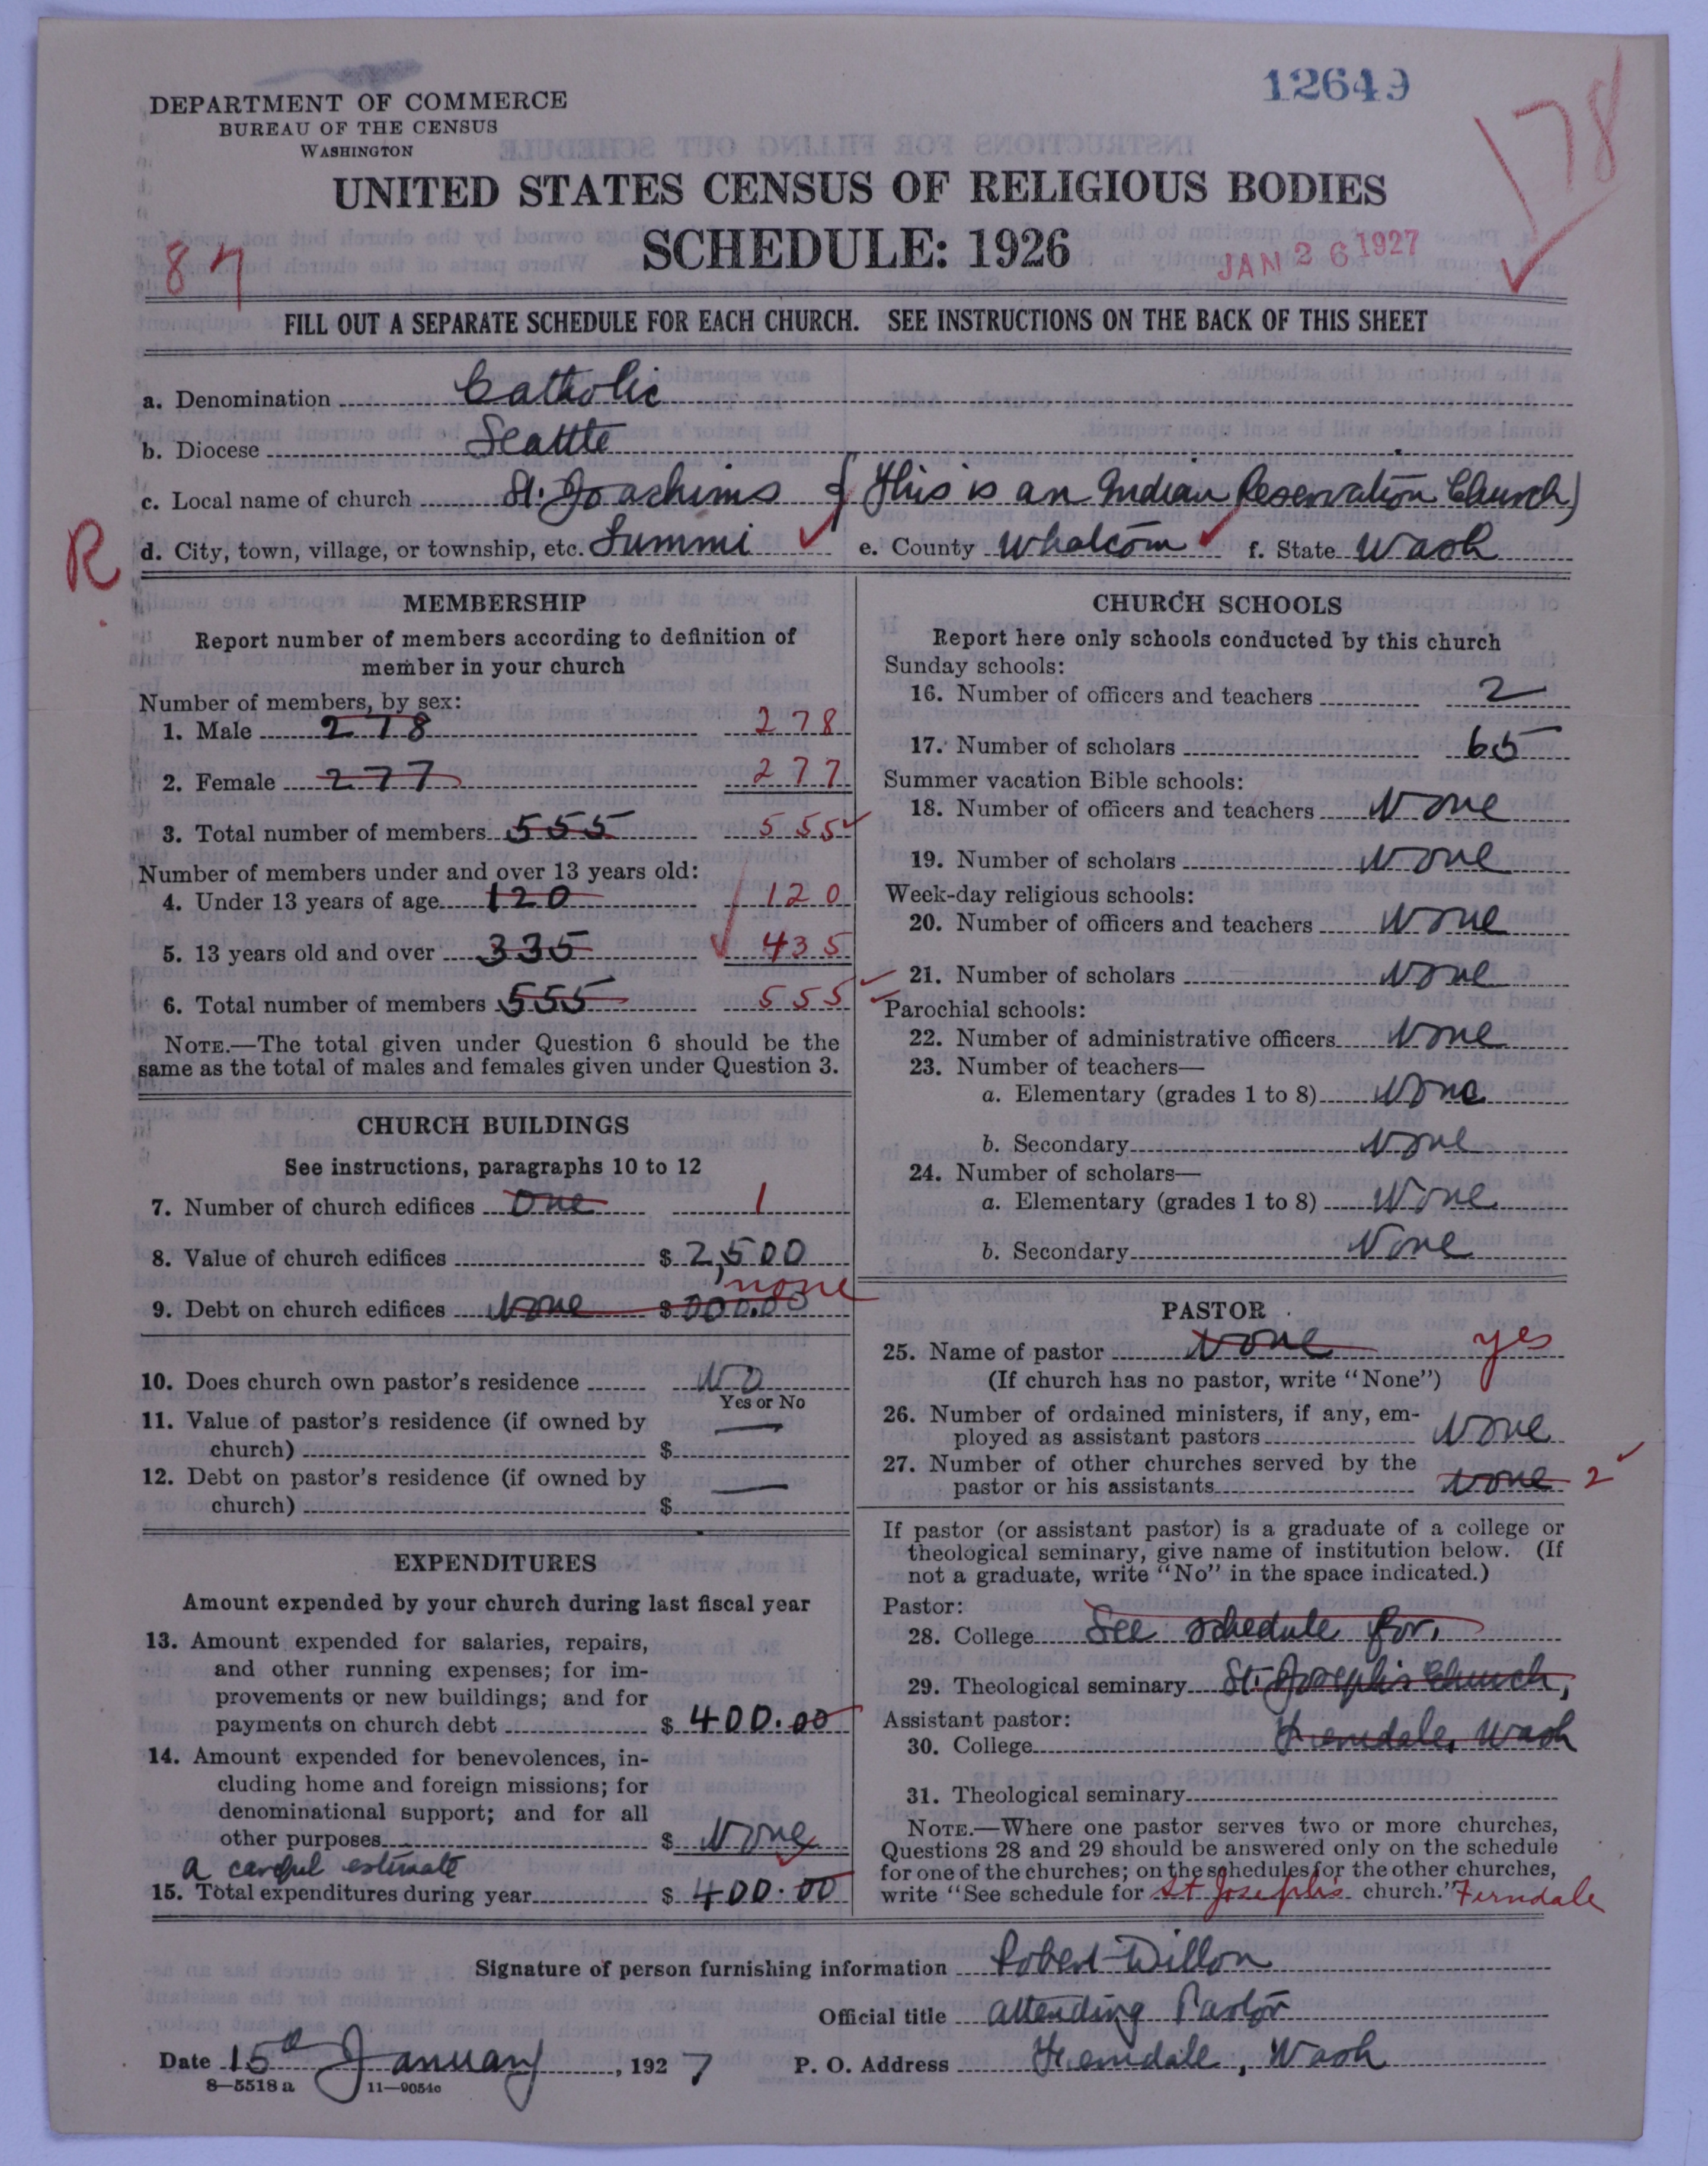 12649
178
DEPARTMENT OF COMMERCE
BUREAU OF THE CENSUS
WASHINGTON
UNITED STATES CENSUS OF RELIGIOUS BODIES
SCHEDULE: 1926
87
JAN 26 1927
FILL OUT A SEPARATE SCHEDULE FOR EACH CHURCH. SEE INSTRUCTIONS ON THE BACK OF THIS SHEET
a. Denomination Catholic
b. Diocese Seattle
c. Local name of church St. Joachims (This is an Indian Reservation Church)
R
d. City, town, village, or township, etc. Lummi e. County Whatcom f. State Wash
MEMBERSHIP
Report number of members according to definition of
member in your church
Number of members, by sex:
1. Male 278 278
2. Female 277 277
3. Total number of members 555 555
Number of members under and over 13 years old:
4. Under 13 years of age 120 120
5. 13 years old and over 335 435
6. Total number of members 555 555
NOTE.—The total given under Question 6 should be the
same as the total of males and females given under Question 3.
CHURCH BUILDINGS
See instructions, paragraphs 10 to 12
7. Number of church edifices One 1
8. Value of church edifices $ 2,500
none
9. Debt on church edifices None $ 000.00
10. Does church own pastor's residence No
Yes or No
11. Value of pastor's residence (if owned by
church) $ —
12. Debt on pastor's residence (if owned by
church) $ —
EXPENDITURES
Amount expended by your church during last fiscal year
13. Amount expended for salaries, repairs,
and other running expenses; for im-
provements or new buildings; and for
payments on church debt $ 400.00
14. Amount expended for benevolences, in-
cluding home and foreign missions; for
denominational support; and for all
other purposes $ None
a careful estimate
15. Total expenditures during year $ 400.00
CHURCH SCHOOLS
Report here only schools conducted by this church
Sunday schools:
16. Number of officers and teachers 2
17. Number of scholars 65
Summer vacation Bible schools:
18. Number of officers and teachers None
19. Number of scholars None
Week-day religious schools:
20. Number of officers and teachers None
21. Number of scholars None
Parochial schools:
22. Number of administrative officers None
23. Number of teachers—
a. Elementary (grades 1 to 8) None
b. Secondary None
24. Number of scholars—
a. Elementary (grades 1 to 8) None
b. Secondary None
PASTOR
25. Name of pastor None yes
(If church has no pastor, write "None")
26. Number of ordained ministers, if any, em-
ployed as assistant pastors None
27. Number of other churches served by the
pastor or his assistants None 2
If pastor (or assistant pastor) is a graduate of a college or
theological seminary, give name of institution below. (If
not a graduate, write "No" in the space indicated.)
Pastor:
28. College See schedule for,
29. Theological seminary St. Joseph's Church,
Assistant pastor:
30. College Ferndale, Wash
31. Theological seminary
NOTE.—Where one pastor serves two or more churches,
Questions 28 and 29 should be answered only on the schedule
for one of the churches; on the schedules for the other churches,
write "See schedule for St Joseph's church." Ferndale
Signature of person furnishing information Robert Dillon
Official title attending Pastor
Date 15th January, 1927 P. O. Address Ferndale, Wash
8—5518 a 11—9054c